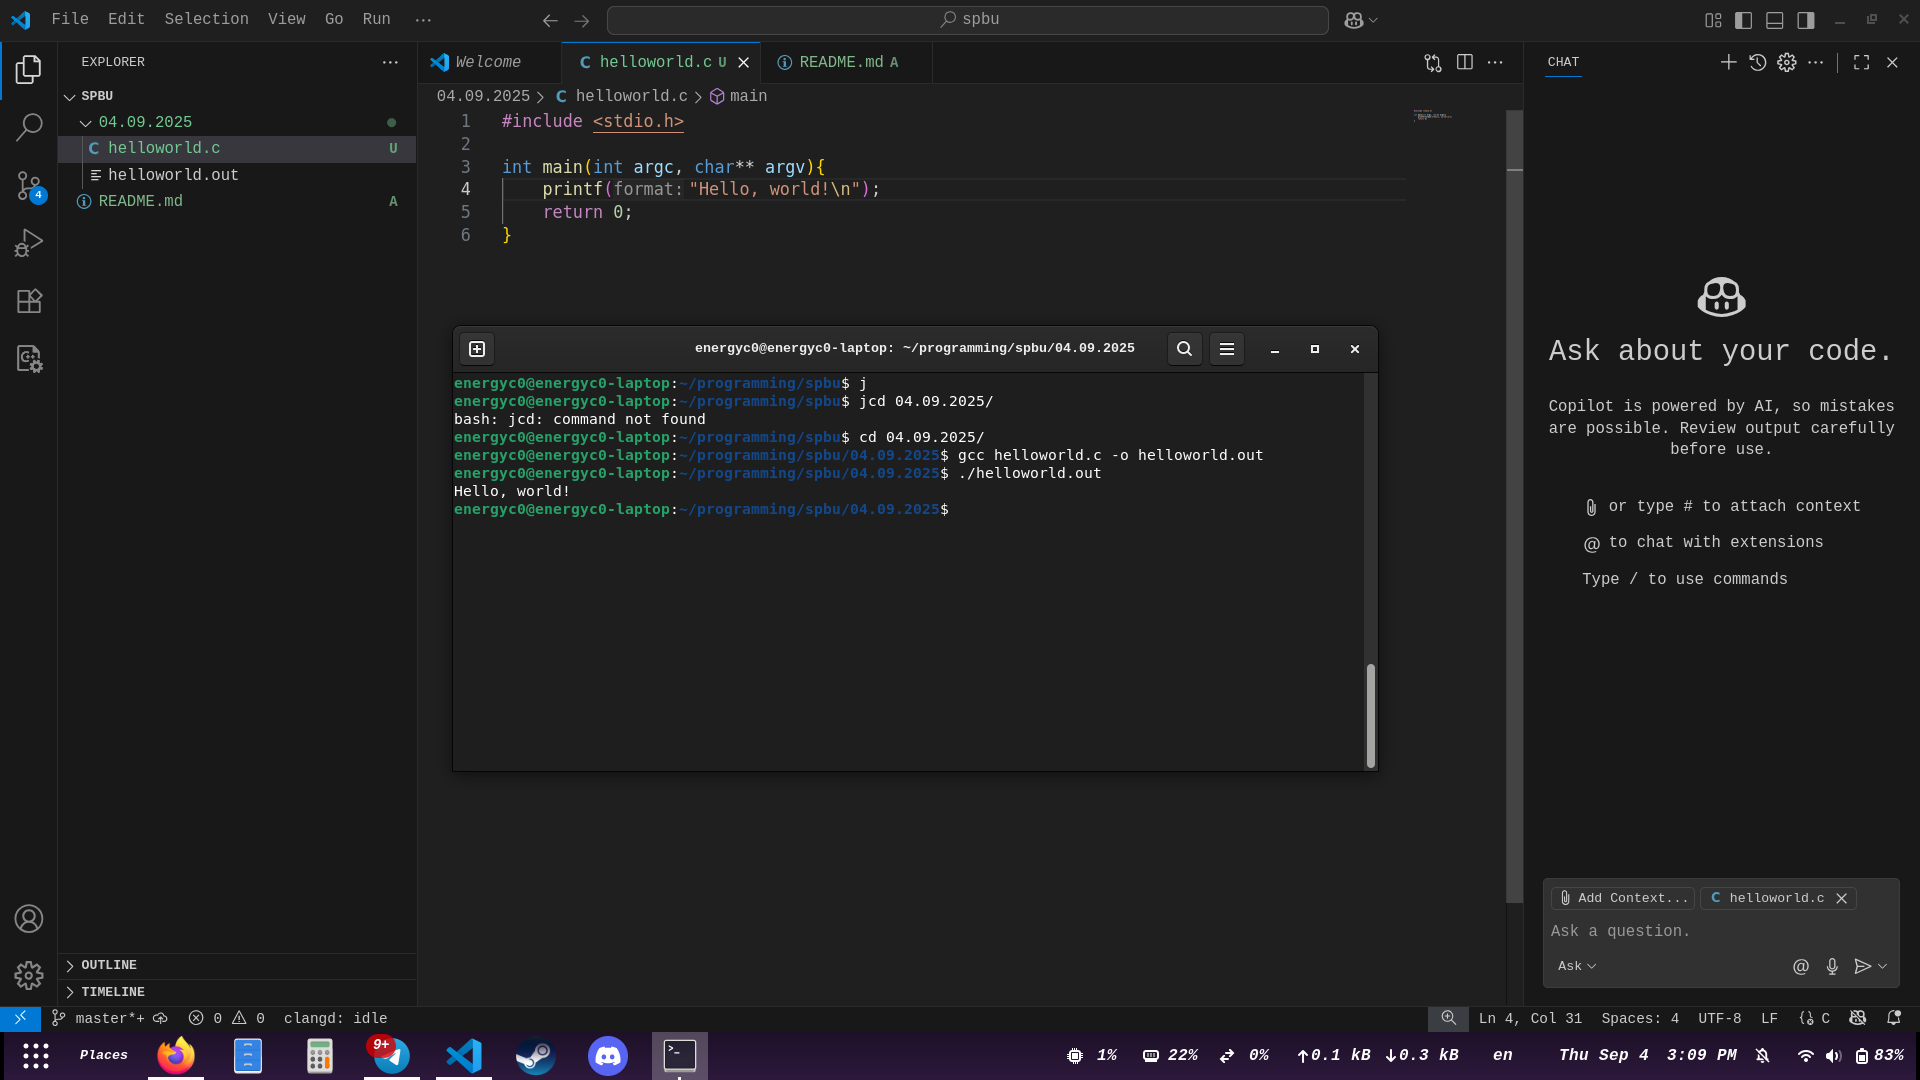 File Edit Selection View Go Run ···
spbu
EXPLORER
SPBU
04.09.2025
helloworld.c U
helloworld.out
README.md A
4
OUTLINE
TIMELINE
Welcome
helloworld.c U
README.md A
04.09.2025 > C helloworld.c > main
1 #include <stdio.h>
2
3 int main(int argc, char** argv){
4 printf(format: "Hello, world!\n");
5 return 0;
6 }
energyc0@energyc0-laptop: ~/programming/spbu/04.09.2025
energyc0@energyc0-laptop:~/programming/spbu$ j
energyc0@energyc0-laptop:~/programming/spbu$ jcd 04.09.2025/
bash: jcd: command not found
energyc0@energyc0-laptop:~/programming/spbu$ cd 04.09.2025/
energyc0@energyc0-laptop:~/programming/spbu/04.09.2025$ gcc helloworld.c -o helloworld.out
energyc0@energyc0-laptop:~/programming/spbu/04.09.2025$ ./helloworld.out
Hello, world!
energyc0@energyc0-laptop:~/programming/spbu/04.09.2025$
CHAT
Ask about your code.
Copilot is powered by AI, so mistakes
are possible. Review output carefully
before use.
or type # to attach context
@ to chat with extensions
Type / to use commands
Add Context... C helloworld.c
Ask a question.
Ask
master*+ 0 0 clangd: idle
Ln 4, Col 31 Spaces: 4 UTF-8 LF {} C
Places 9+ 1% 22% 0% ↑0.1 kB ↓0.3 kB en Thu Sep 4 3:09 PM 83%